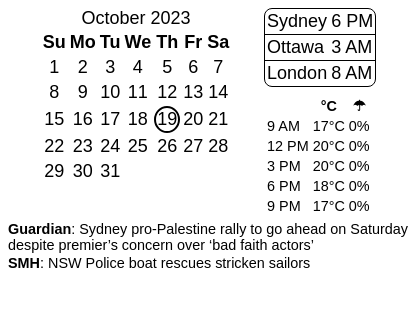 October 2023
Su Mo Tu We Th Fr Sa
1 2 3 4 5 6 7
8 9 10 11 12 13 14
15 16 17 18 19 20 21
22 23 24 25 26 27 28
29 30 31
Sydney 6 PM
Ottawa 3 AM
London 8 AM
°C ☂
9 AM 17°C 0%
12 PM 20°C 0%
3 PM 20°C 0%
6 PM 18°C 0%
9 PM 17°C 0%
Guardian: Sydney pro-Palestine rally to go ahead on Saturday
despite premier’s concern over ‘bad faith actors’
SMH: NSW Police boat rescues stricken sailors